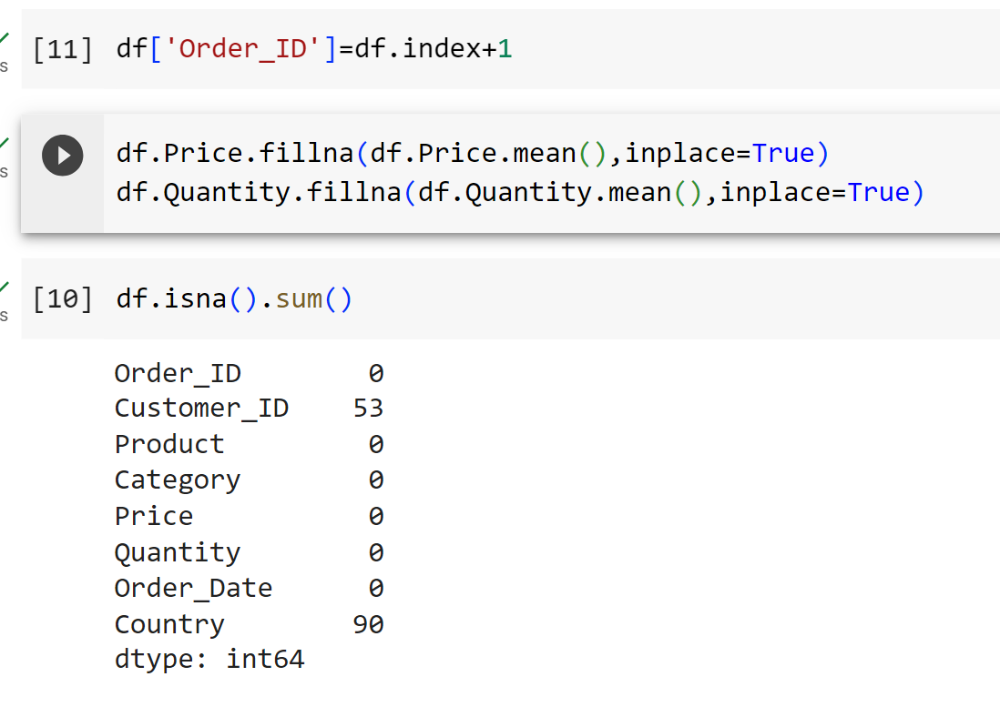 [11] df['Order_ID']=df.index+1
s
df.Price.fillna(df.Price.mean(),inplace=True)
s
df.Quantity.fillna(df.Quantity.mean(),inplace=True)
[10] df.isna().sum()
s
Order_ID 0
Customer_ID 53
Product 0
Category 0
Price 0
Quantity 0
Order_Date 0
Country 90
dtype: int64